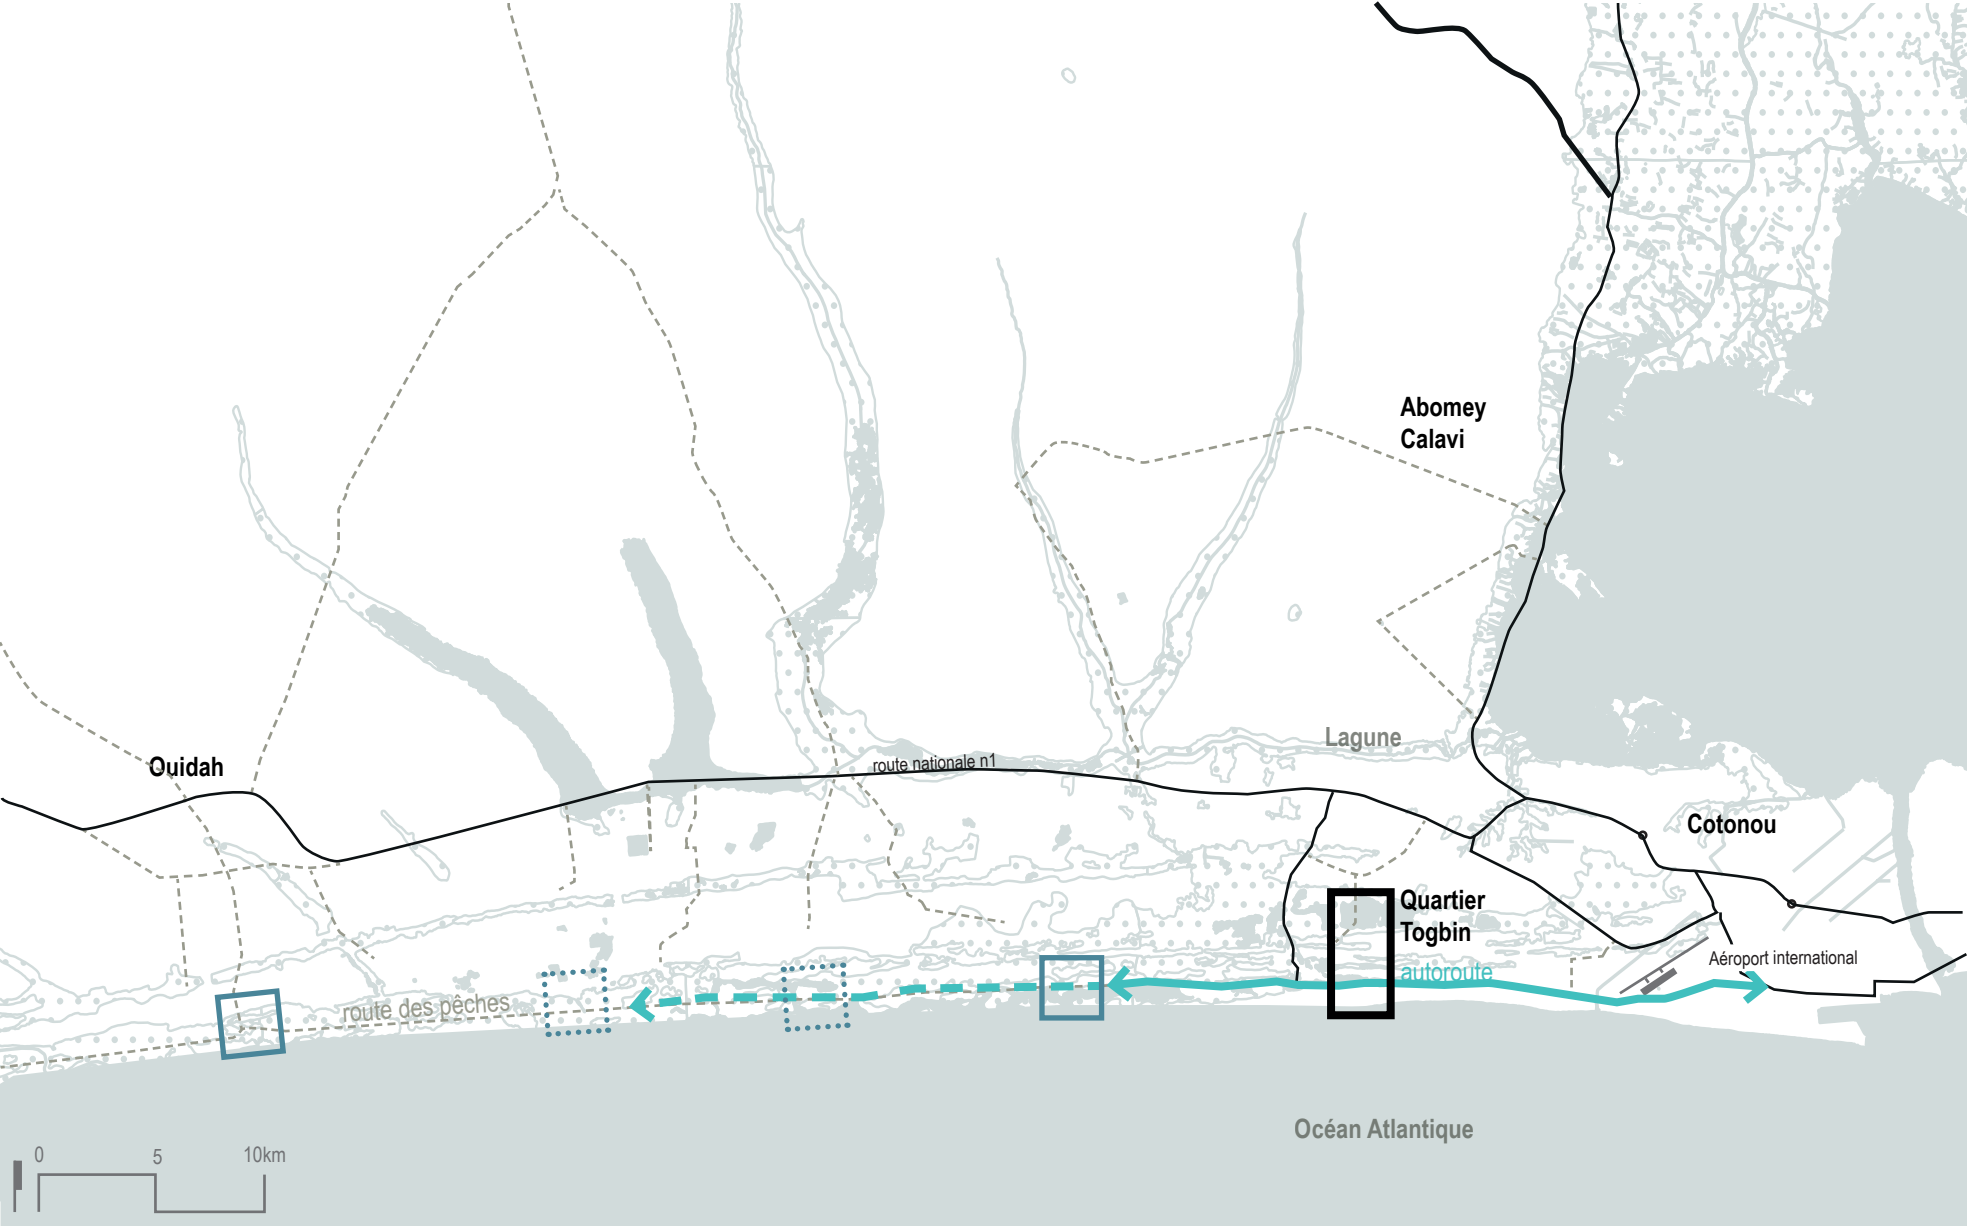 Abomey
Calavi
Lagune
Ouidah
route nationale n1
Cotonou
Quartier
Togbin
Aéroport international
autoroute
route des pêches
Océan Atlantique
0 5 10km